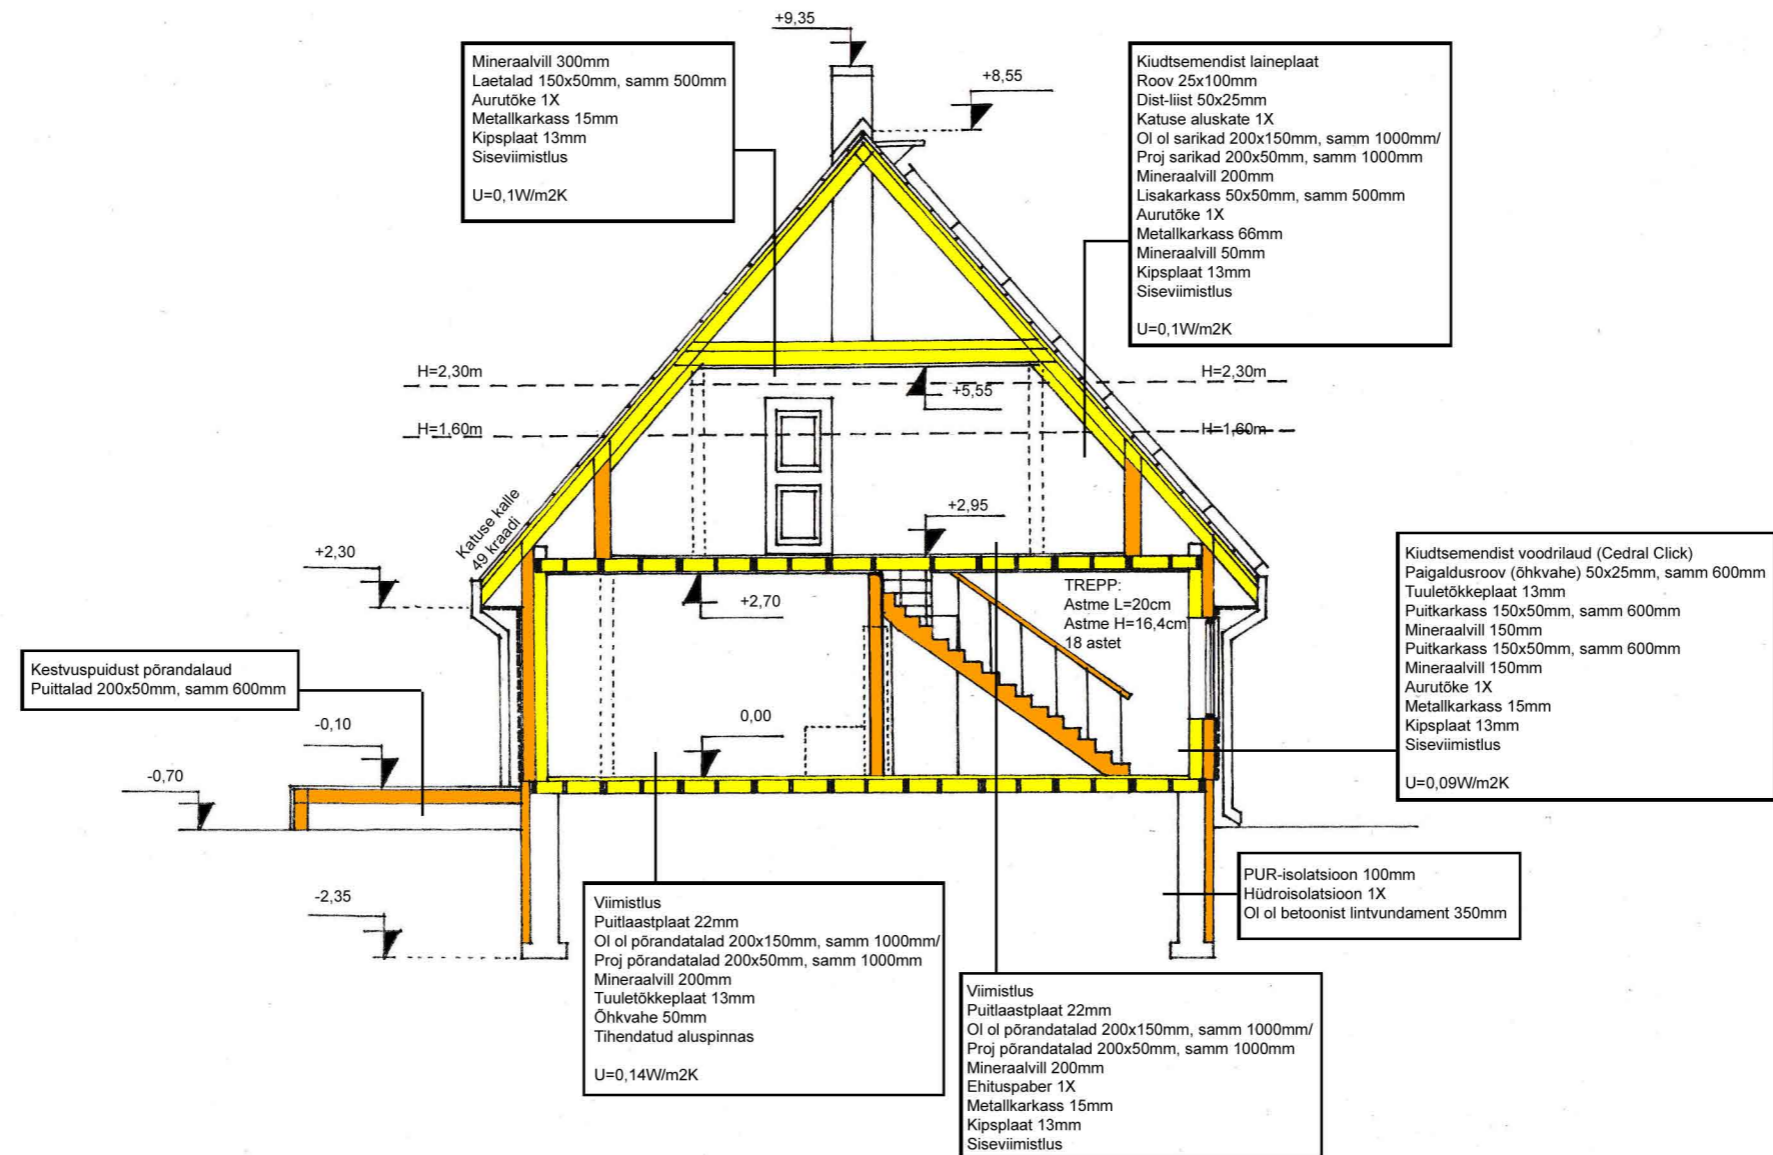 +9,35
Mineraalvill 300mm
Laetalad 150x50mm, samm 500mm
Aurutõke 1X
Metallkarkass 15mm
Kipsplaat 13mm
Siseviimistlus
U=0,1W/m2K
+8,55
Kiudtsemendist laineplaat
Roov 25x100mm
Dist-liist 50x25mm
Katuse aluskate 1X
Ol ol sarikad 200x150mm, samm 1000mm/
Proj sarikad 200x50mm, samm 1000mm
Mineraalvill 200mm
Lisakarkass 50x50mm, samm 500mm
Aurutõke 1X
Metallkarkass 66mm
Mineraalvill 50mm
Kipsplaat 13mm
Siseviimistlus
U=0,1W/m2K
H=2,30m
H=2,30m
+5,55
H=1,60m
H=1,60m
Katuse kalle
49 kraadi
+2,95
+2,30
+2,70
TREPP:
Astme L=20cm
Astme H=16,4cm
18 astet
Kiudtsemendist voodrilaud (Cedral Click)
Paigaldusroov (õhkvahe) 50x25mm, samm 600mm
Tuuletõkkeplaat 13mm
Puitkarkass 150x50mm, samm 600mm
Mineraalvill 150mm
Puitkarkass 150x50mm, samm 600mm
Mineraalvill 150mm
Aurutõke 1X
Metallkarkass 15mm
Kipsplaat 13mm
Siseviimistlus
U=0,09W/m2K
Kestvuspuidust põrandalaud
Puittalad 200x50mm, samm 600mm
0,00
-0,10
-0,70
-2,35
Viimistlus
Puitlaastplaat 22mm
Ol ol põrandatalad 200x150mm, samm 1000mm/
Proj põrandatalad 200x50mm, samm 1000mm
Mineraalvill 200mm
Tuuletõkkeplaat 13mm
Õhkvahe 50mm
Tihendatud aluspinnas
U=0,14W/m2K
PUR-isolatsioon 100mm
Hüdroisolatsioon 1X
Ol ol betoonist lintvundament 350mm
Viimistlus
Puitlaastplaat 22mm
Ol ol põrandatalad 200x150mm, samm 1000mm/
Proj põrandatalad 200x50mm, samm 1000mm
Mineraalvill 200mm
Ehituspaber 1X
Metallkarkass 15mm
Kipsplaat 13mm
Siseviimistlus